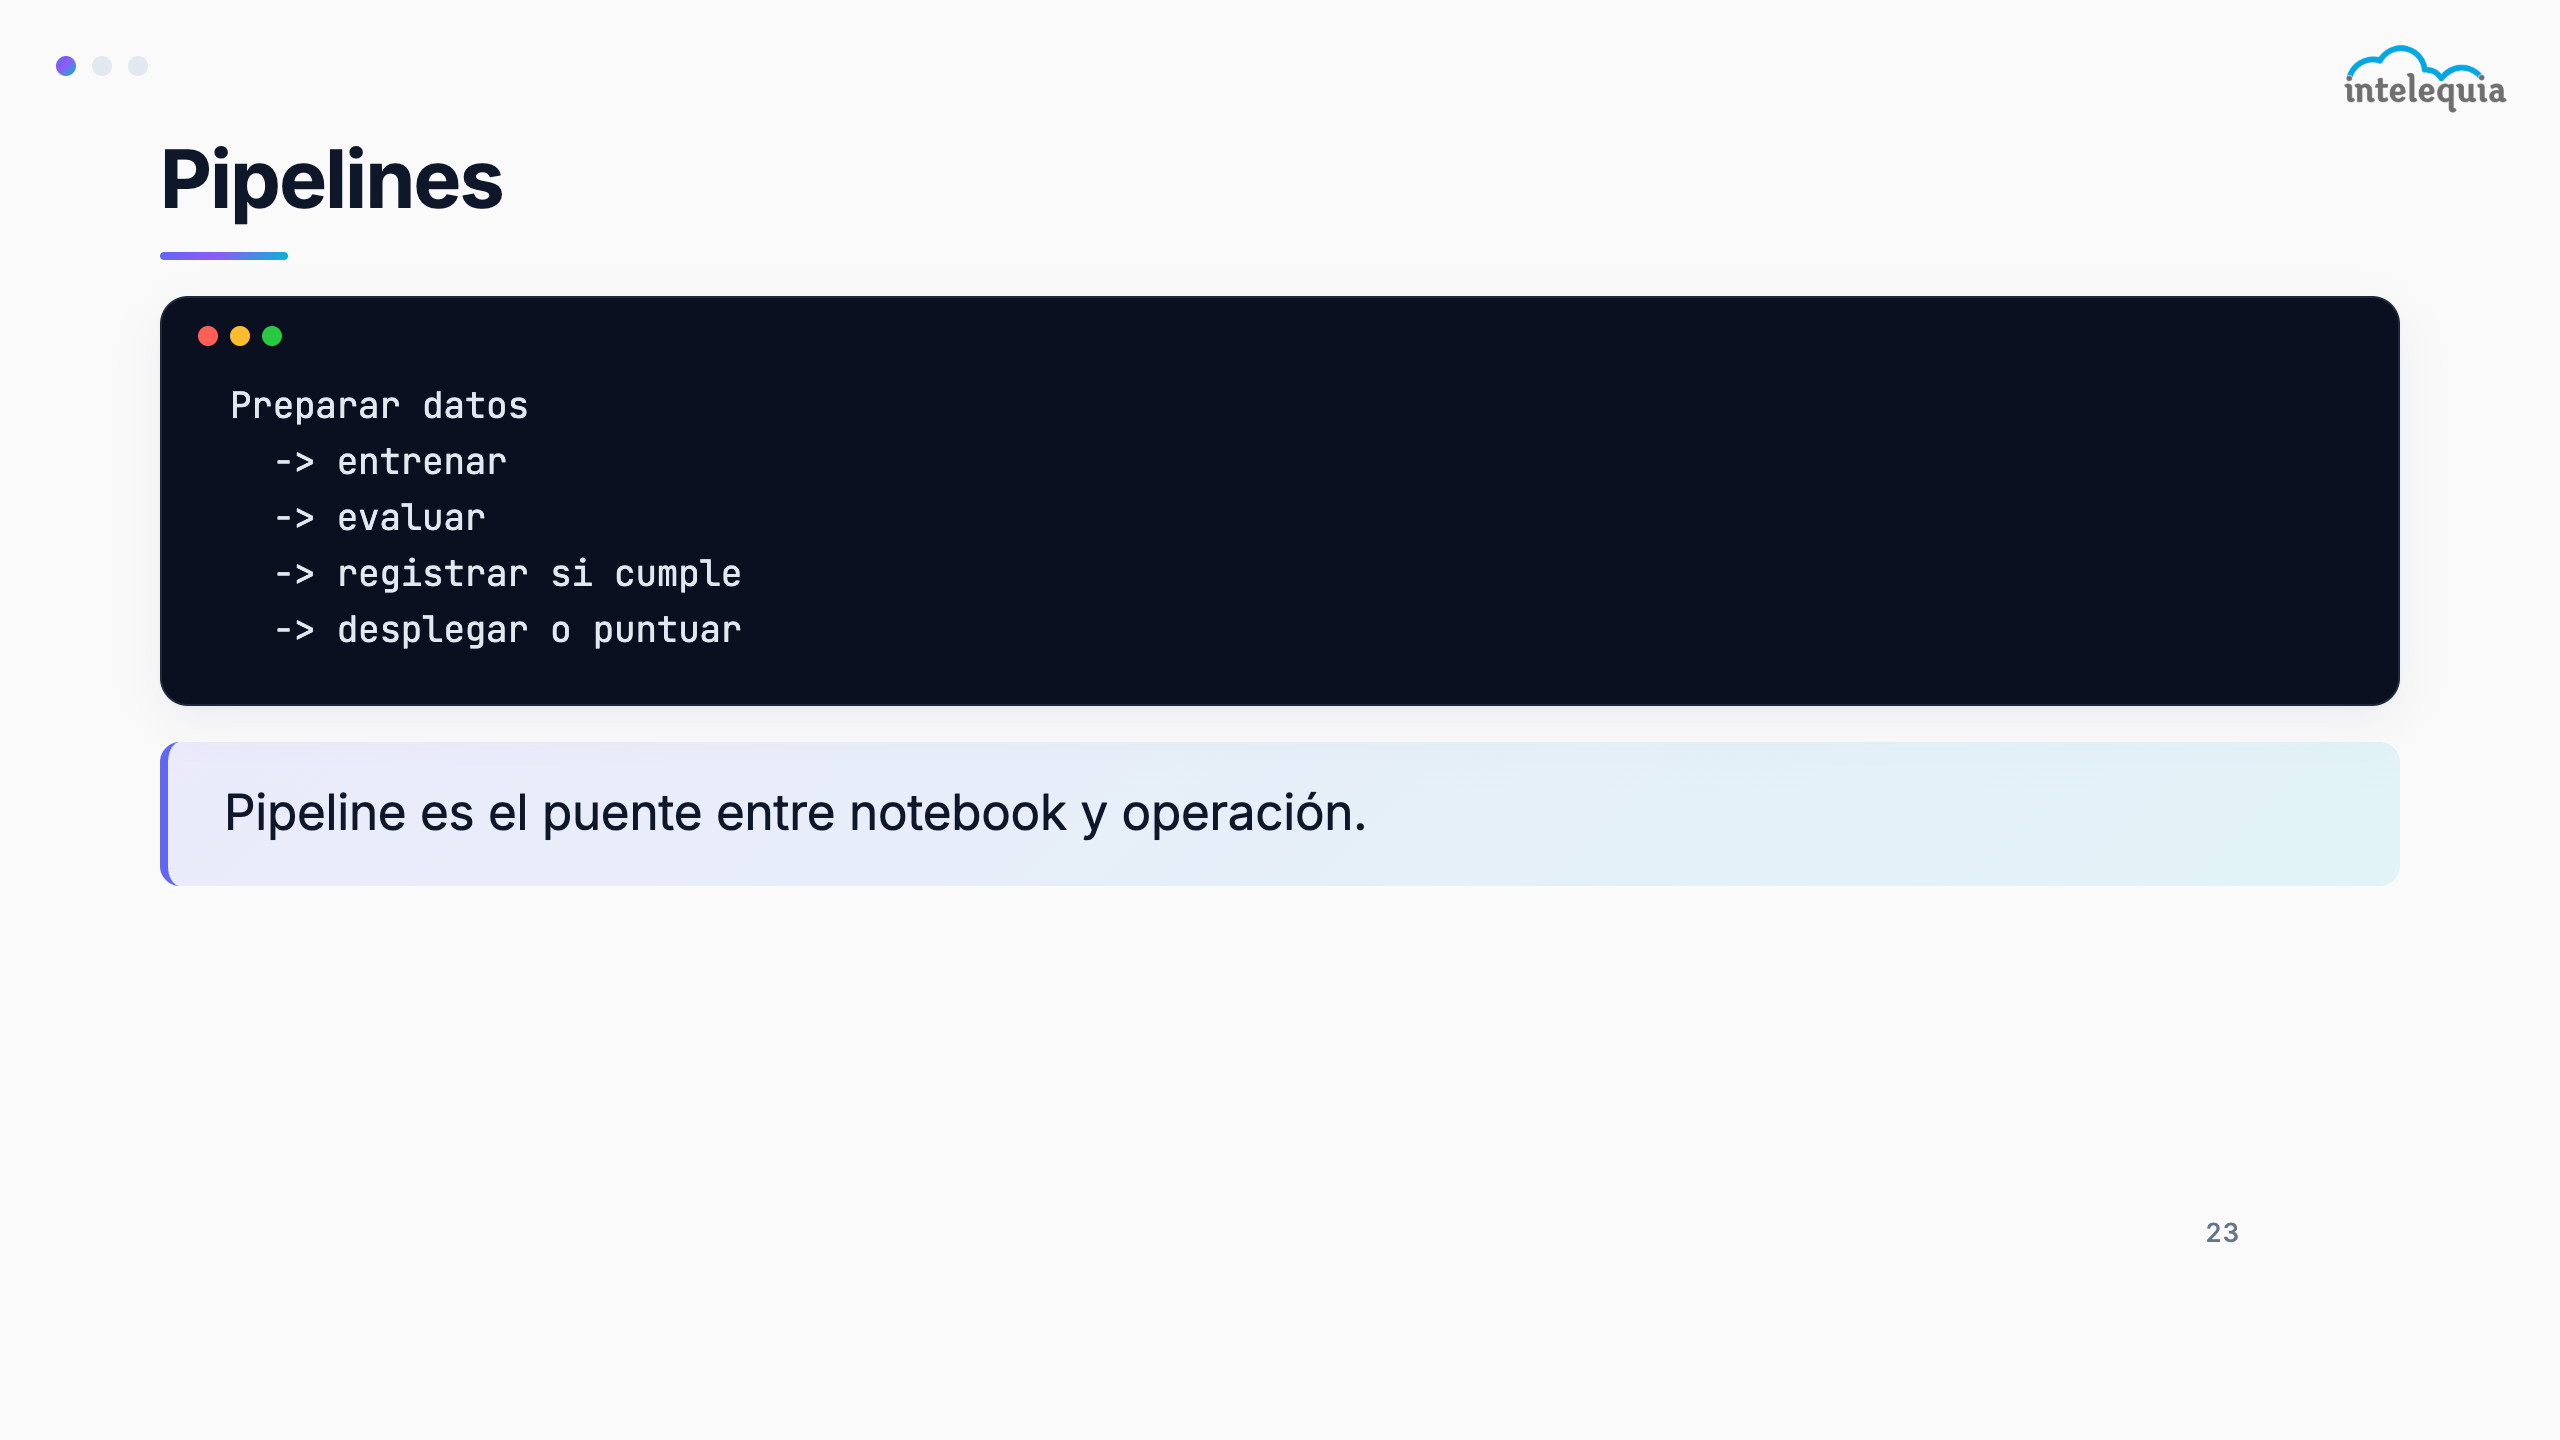 intelequia
Pipelines
Preparar datos
  -> entrenar
  -> evaluar
  -> registrar si cumple
  -> desplegar o puntuar
Pipeline es el puente entre notebook y operación.
23